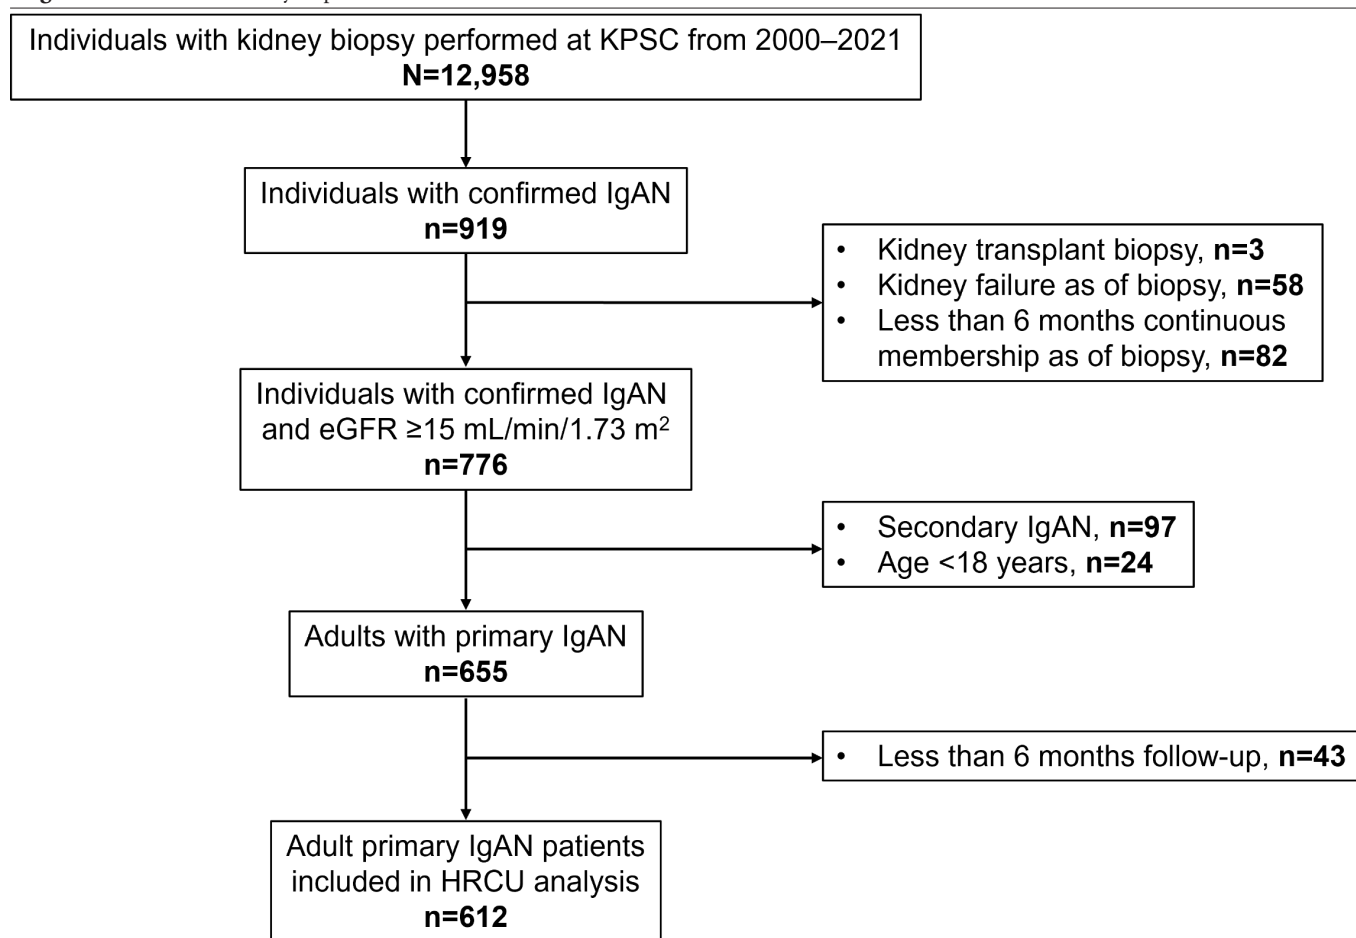 Individuals with kidney biopsy performed at KPSC from 2000–2021
N=12,958
Individuals with confirmed IgAN
n=919
• Kidney transplant biopsy, n=3
• Kidney failure as of biopsy, n=58
• Less than 6 months continuous
membership as of biopsy, n=82
Individuals with confirmed IgAN
and eGFR ≥15 mL/min/1.73 m²
n=776
• Secondary IgAN, n=97
• Age <18 years, n=24
Adults with primary IgAN
n=655
• Less than 6 months follow-up, n=43
Adult primary IgAN patients
included in HRCU analysis
n=612